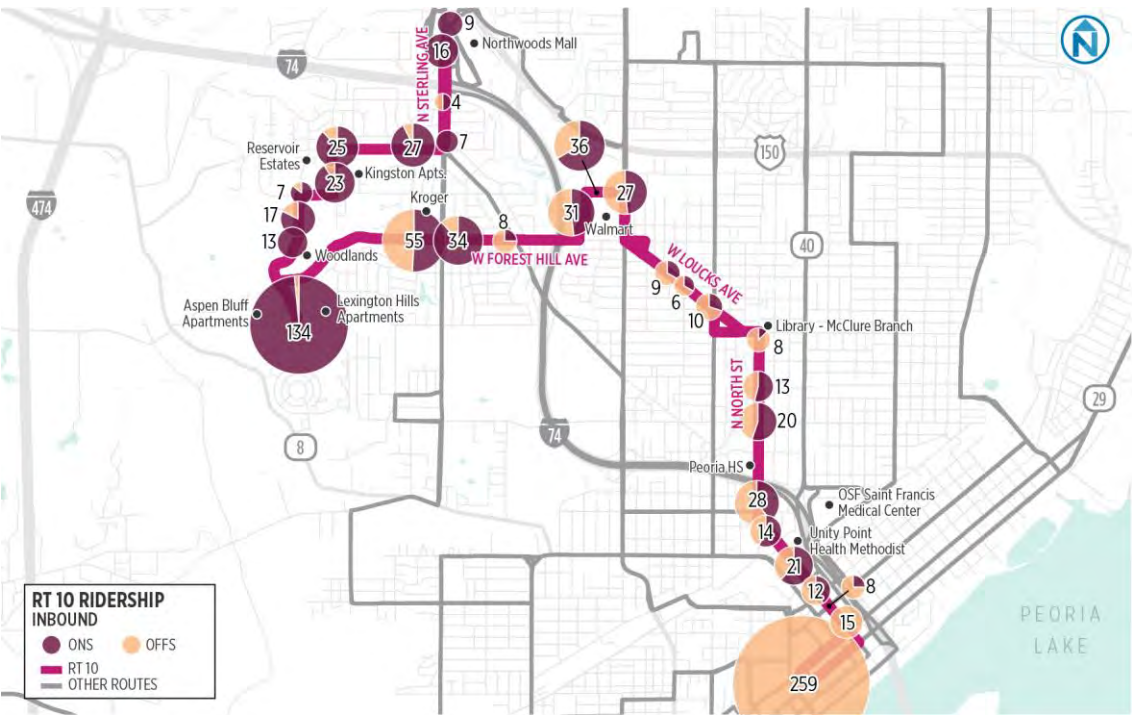 9
Northwoods Mall
N STERLING AVE
16
74
N
4
7
Reservoir
Estates
25
27
Kingston Apts.
23
7
17
13
Woodlands
Kroger
55
34
8
W FOREST HILL AVE
36
31
27
Walmart
150
474
40
Aspen Bluff
Apartments
Lexington Hills
Apartments
134
W LOUCKS AVE
9
6
10
Library - McClure Branch
8
N NORTH ST
13
20
29
8
74
Peoria HS
28
OSF Saint Francis
Medical Center
14
Unity Point
Health Methodist
21
12
8
15
259
PEORIA
LAKE
RT 10 RIDERSHIP
INBOUND
ONS
OFFS
RT 10
OTHER ROUTES